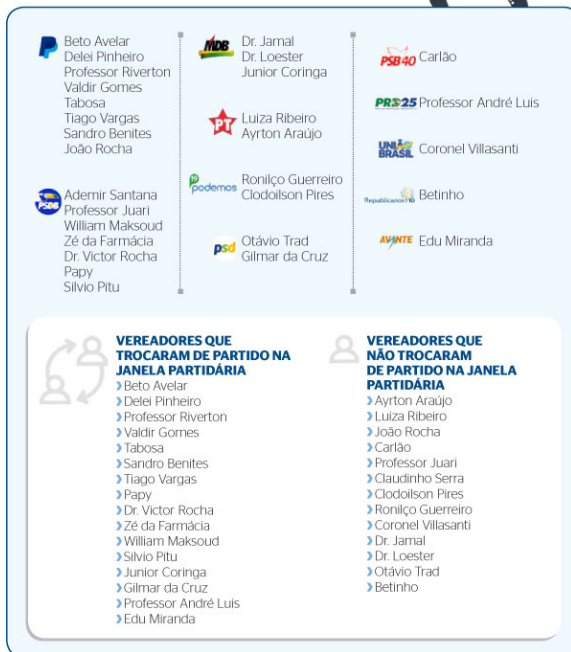 Beto Avelar
Delei Pinheiro
Professor Riverton
Valdir Gomes
Tabosa
Tiago Vargas
Sandro Benites
João Rocha
PSDB
Ademir Santana
Professor Juari
William Maksoud
Zé da Farmácia
Dr. Victor Rocha
Papy
Silvio Pitu
MDB
Dr. Jamal
Dr. Loester
Junior Coringa
PT
Luiza Ribeiro
Ayrton Araújo
podemos
Ronilço Guerreiro
Clodoilson Pires
psd
Otávio Trad
Gilmar da Cruz
PSB 40 Carlão
PRD25 Professor André Luis
UNIÃO
BRASIL Coronel Villasanti
Republicanos10 Betinho
AVANTE Edu Miranda
VEREADORES QUE
TROCARAM DE PARTIDO NA
JANELA PARTIDÁRIA
Beto Avelar
Delei Pinheiro
Professor Riverton
Valdir Gomes
Tabosa
Sandro Benites
Tiago Vargas
Papy
Dr. Victor Rocha
Zé da Farmácia
William Maksoud
Silvio Pitu
Junior Coringa
Gilmar da Cruz
Professor André Luis
Edu Miranda
VEREADORES QUE
NÃO TROCARAM
DE PARTIDO NA JANELA
PARTIDÁRIA
Ayrton Araújo
Luiza Ribeiro
João Rocha
Carlão
Professor Juari
Claudinho Serra
Clodoilson Pires
Ronilço Guerreiro
Coronel Villasanti
Dr. Jamal
Dr. Loester
Otávio Trad
Betinho